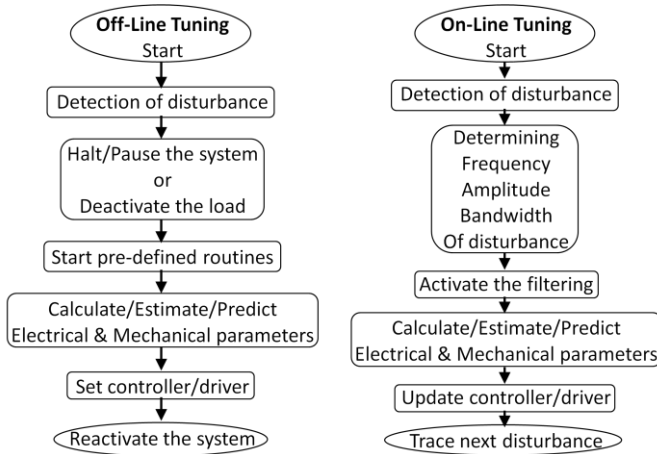 Off-Line Tuning
Start
Detection of disturbance
Halt/Pause the system
or
Deactivate the load
Start pre-defined routines
Calculate/Estimate/Predict
Electrical & Mechanical parameters
Set controller/driver
Reactivate the system
On-Line Tuning
Start
Detection of disturbance
Determining
Frequency
Amplitude
Bandwidth
Of disturbance
Activate the filtering
Calculate/Estimate/Predict
Electrical & Mechanical parameters
Update controller/driver
Trace next disturbance